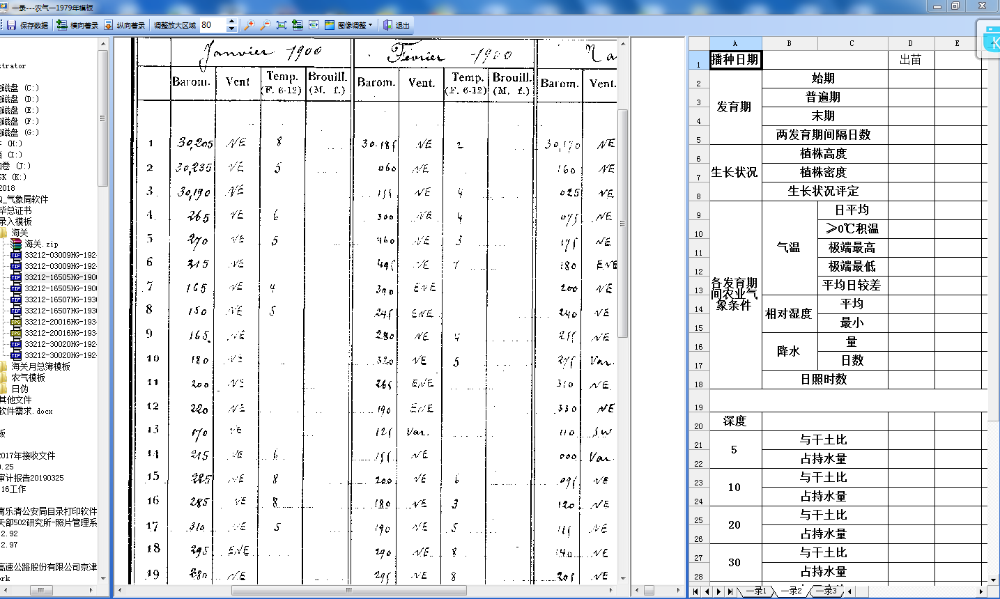 一录---农气一1979年模板
保存数据 横向著录 纵向著录 调整放大区域 80 图像调整 退出
strator
磁盘 (C:)
磁盘 (D:)
磁盘 (E:)
磁盘 (F:)
磁盘 (G:)
(H:)
(I:)
卷 (J:)
SK (K:)
2018
Q_气象局软件
毕总证书
录入模板
海关
海关.zip
33212-03009HG-192
33212-03009HG-192
33212-16505HG-190
33212-16505HG-190
33212-16507HG-193
33212-16507HG-193
33212-20016HG-193
33212-20016HG-193
33212-30020HG-192
33212-30020HG-192
海关月总簿模板
农气模板
日伪
其他文件
软件需求.docx
板
2017年接收文件
0.25
审计报告20190325
16工作
南乐清公安局目录打印软件
天部502研究所-照片管理系
2.92
2.97
高速公路股份有限公司京津
ork
Janvier 1900 Février 1900
Barom. Vent Temp. (F. 6-12) Brouill. (M. f.) Barom. Vent. Temp. (F. 6-12) Brouill. (M. f.) Barom. Vent.
1 30,205 NE 8 30.185 NE 2 30,170 NE
2 30,235 NE 5 060 NE 160 NE
3 30,190 NE 155 NE 4 025 NE
4 265 NE 6 300 NE 4 075 NE
5 270 NE 5 460 NE 3 175 NE
6 315 NE 495 NE 7 180 ENE
7 165 NE 4 390 ENE 200 NE
8 150 NE 5 245 ENE 240 NE
9 165 NE 280 NE 4 255 NE
10 180 NE 320 NE 5 275 Var.
11 200 NE 265 ENE 310 NE
12 220 NE 190 ENE 330 NE
13 170 NE 125 Var. 110 SW
14 215 NE 6 155 NE 000 Var.
15 225 NE 8 200 NE 6 095 NE
16 285 NE 8 180 NE 3 120 NE
17 310 NE 5 190 NE 5 155 NE
18 295 ENE 290 NE 8 140 NE
19 280 NE 295 NE 8 205 NE
A B C D E
1 播种日期 出苗
2 始期
3 发育期 普遍期
4 末期
5 两发育期间隔日数
6 植株高度
7 生长状况 植株密度
8 生长状况评定
9 日平均
10 ≥0℃积温
11 气温 极端最高
12 极端最低
13 各发育期间农业气象条件 平均日较差
14 相对湿度 平均
15 最小
16 降水 量
17 日数
18 日照时数
19
20 深度
21 5 与干土比
22 占持水量
23 10 与干土比
24 占持水量
25 20 与干土比
26 占持水量
27 30 与干土比
28 占持水量
一录1 一录2 一录3